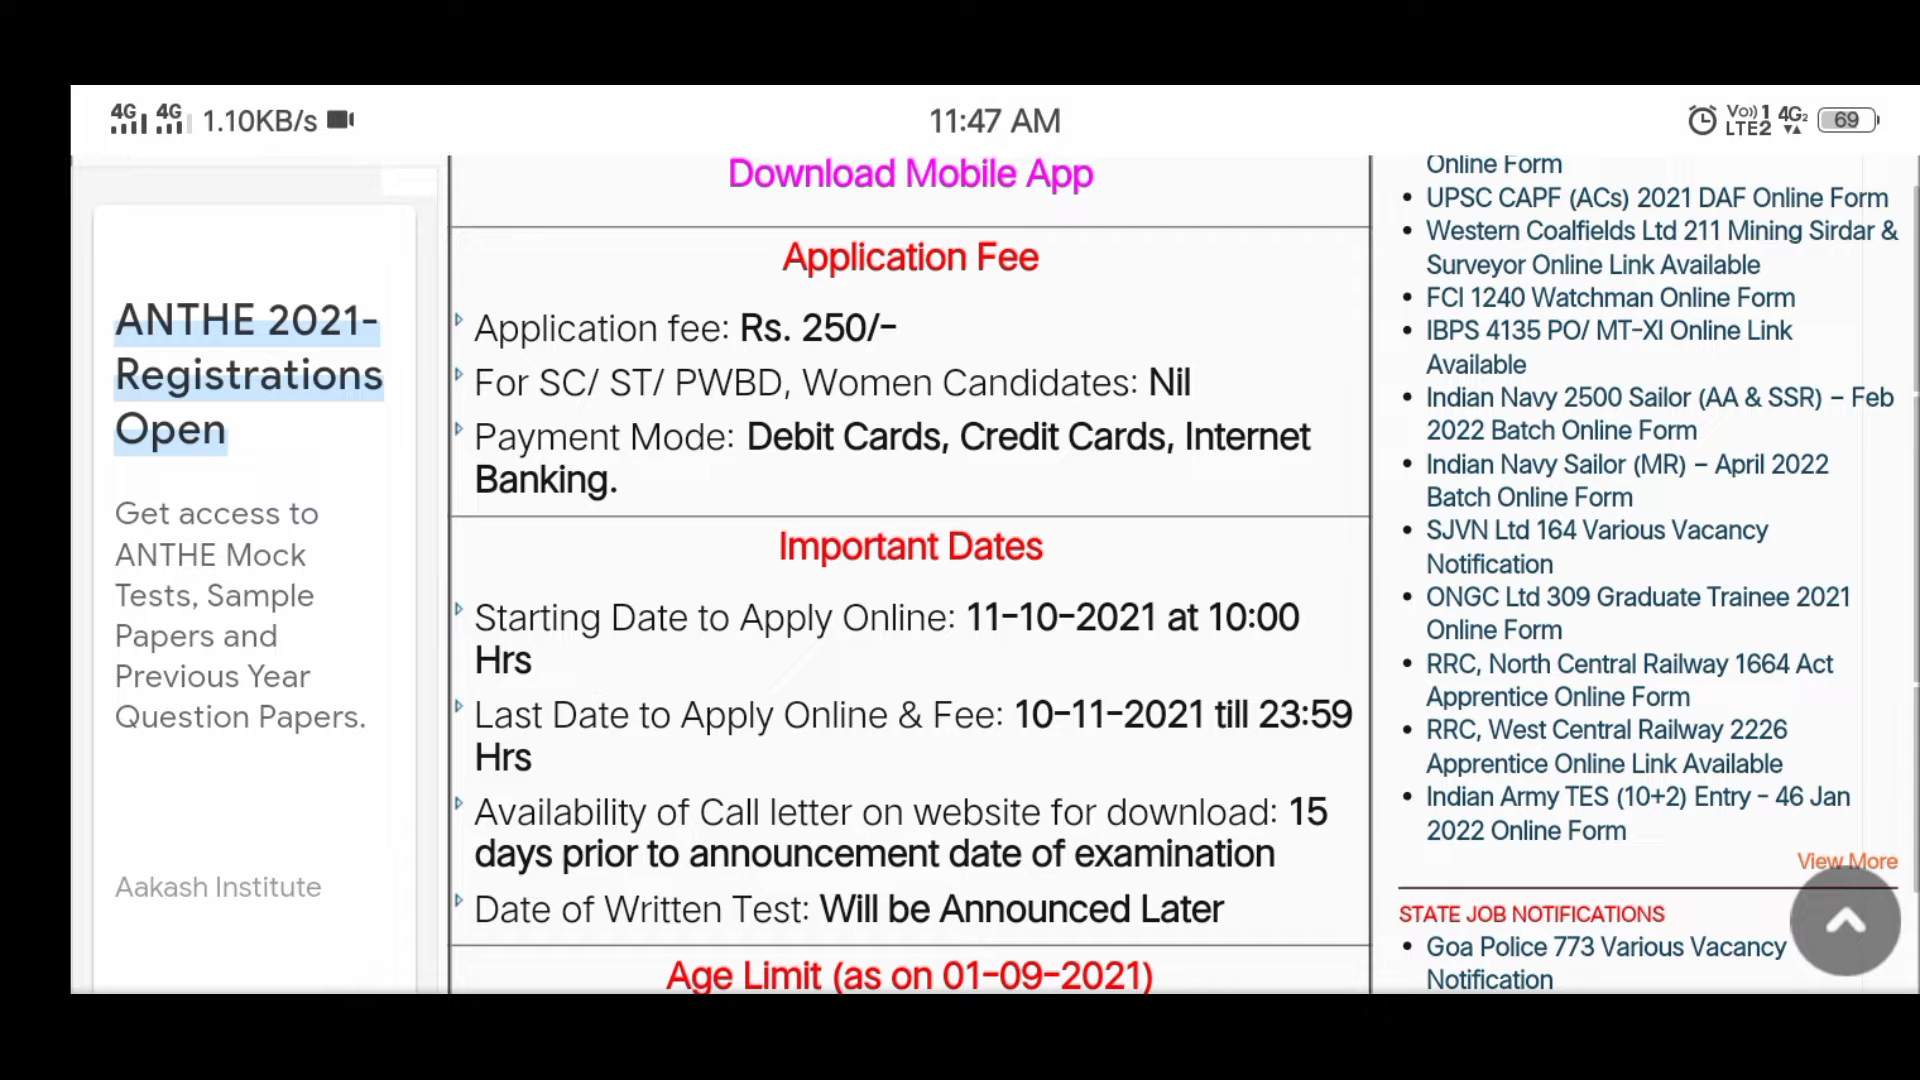 4G 4G 1.10KB/s
11:47 AM
Vo)) 1 4G2
LTE2
69
ANTHE 2021-
Registrations
Open
Get access to
ANTHE Mock
Tests, Sample
Papers and
Previous Year
Question Papers.
Aakash Institute
Download Mobile App
Application Fee
Application fee: Rs. 250/-
For SC/ ST/ PWBD, Women Candidates: Nil
Payment Mode: Debit Cards, Credit Cards, Internet
Banking.
Important Dates
Starting Date to Apply Online: 11-10-2021 at 10:00
Hrs
Last Date to Apply Online & Fee: 10-11-2021 till 23:59
Hrs
Availability of Call letter on website for download: 15
days prior to announcement date of examination
Date of Written Test: Will be Announced Later
Age Limit (as on 01-09-2021)
Online Form
UPSC CAPF (ACs) 2021 DAF Online Form
Western Coalfields Ltd 211 Mining Sirdar &
Surveyor Online Link Available
FCI 1240 Watchman Online Form
IBPS 4135 PO/ MT-XI Online Link
Available
Indian Navy 2500 Sailor (AA & SSR) – Feb
2022 Batch Online Form
Indian Navy Sailor (MR) – April 2022
Batch Online Form
SJVN Ltd 164 Various Vacancy
Notification
ONGC Ltd 309 Graduate Trainee 2021
Online Form
RRC, North Central Railway 1664 Act
Apprentice Online Form
RRC, West Central Railway 2226
Apprentice Online Link Available
Indian Army TES (10+2) Entry - 46 Jan
2022 Online Form
View More
STATE JOB NOTIFICATIONS
Goa Police 773 Various Vacancy
Notification